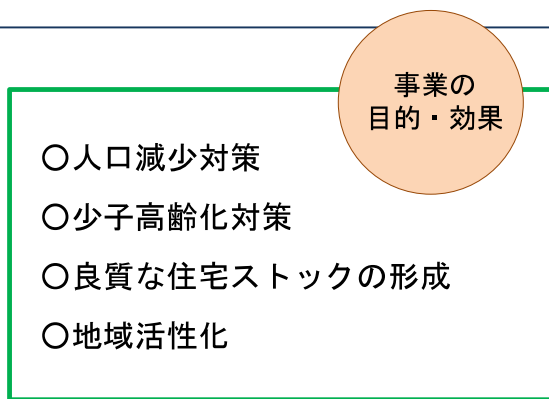 事業の
目的・効果
〇人口減少対策
〇少子高齢化対策
〇良質な住宅ストックの形成
〇地域活性化